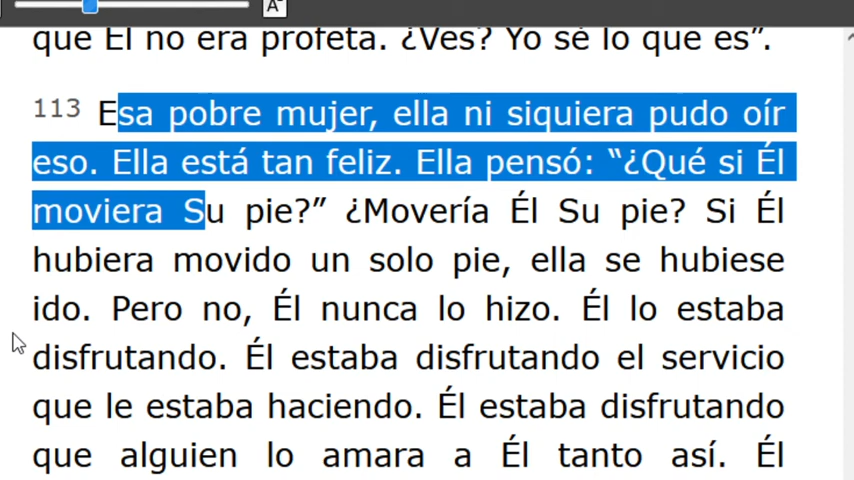 A
que Él no era profeta. ¿Ves? Yo sé lo que es”.
113 Esa pobre mujer, ella ni siquiera pudo oír
eso. Ella está tan feliz. Ella pensó: “¿Qué si Él
moviera Su pie?” ¿Movería Él Su pie? Si Él
hubiera movido un solo pie, ella se hubiese
ido. Pero no, Él nunca lo hizo. Él lo estaba
disfrutando. Él estaba disfrutando el servicio
que le estaba haciendo. Él estaba disfrutando
que alguien lo amara a Él tanto así. Él